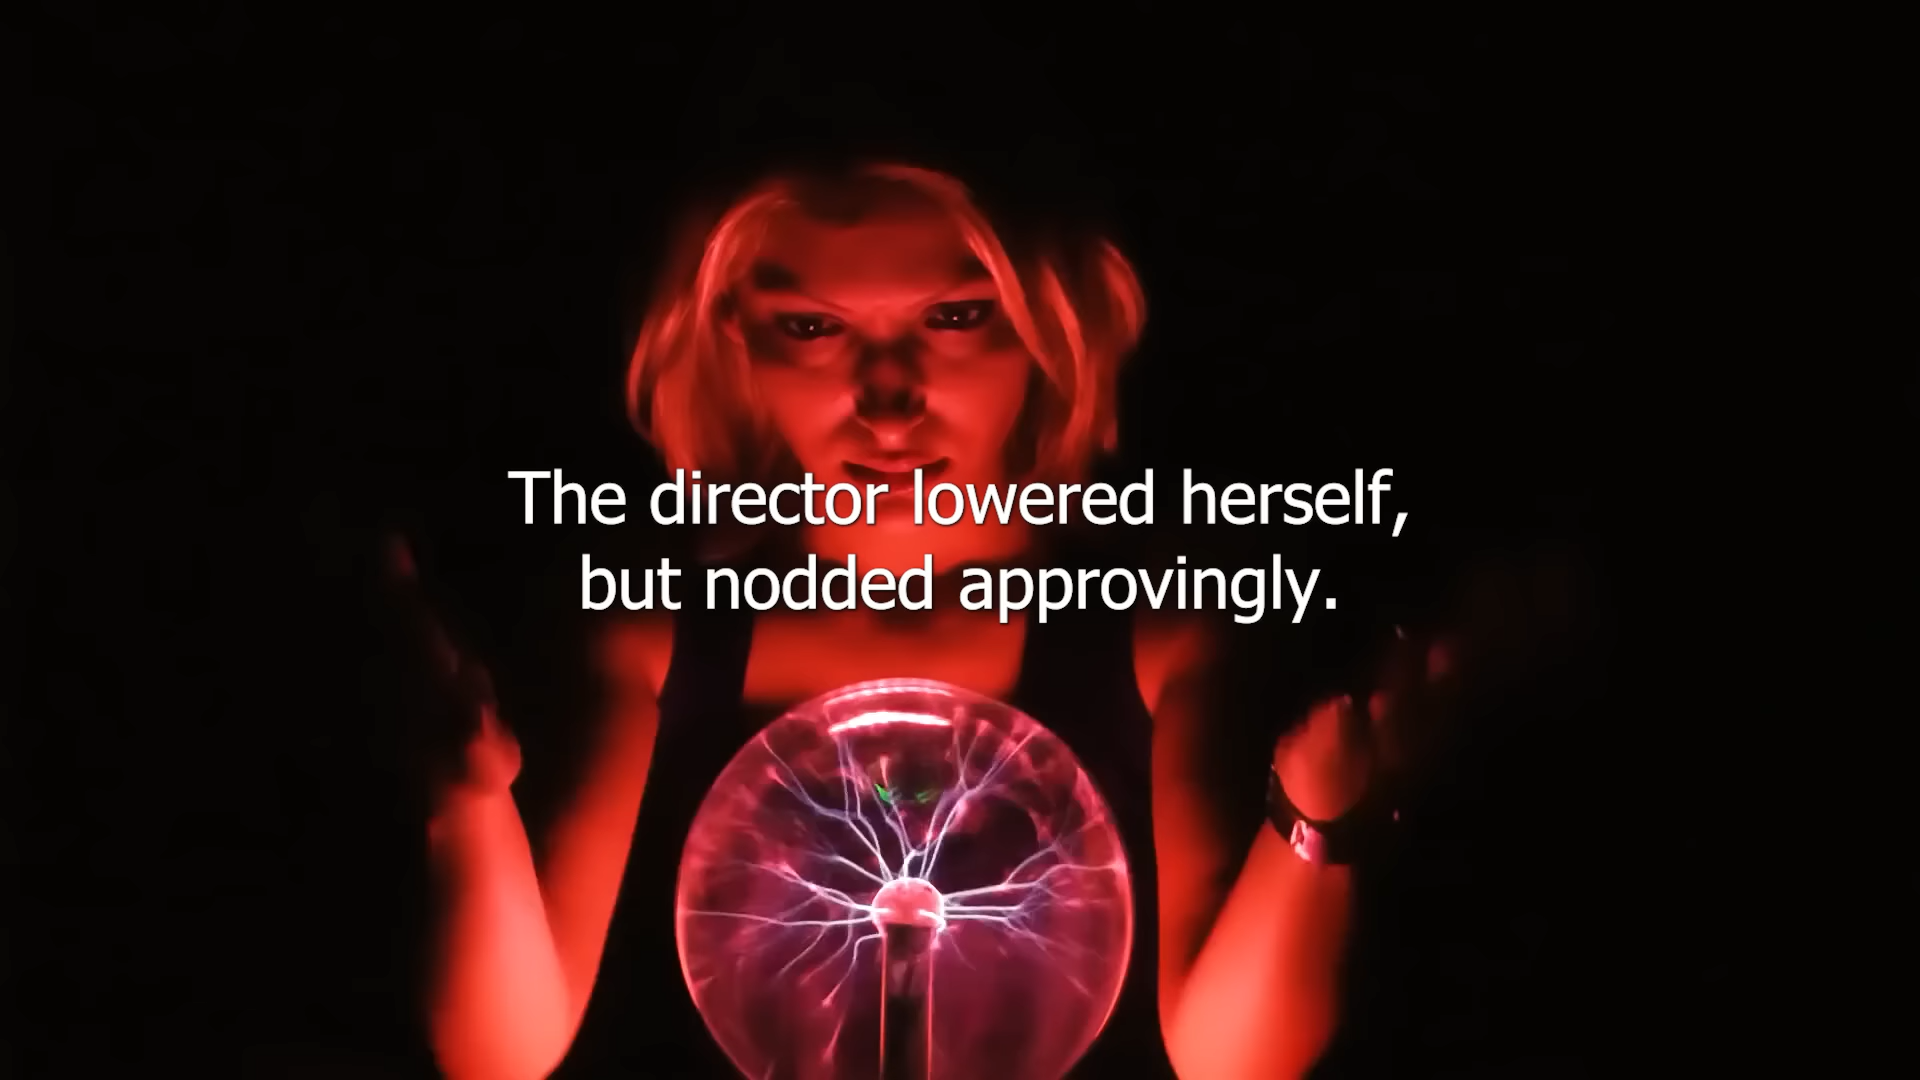 The director lowered herself,
but nodded approvingly.